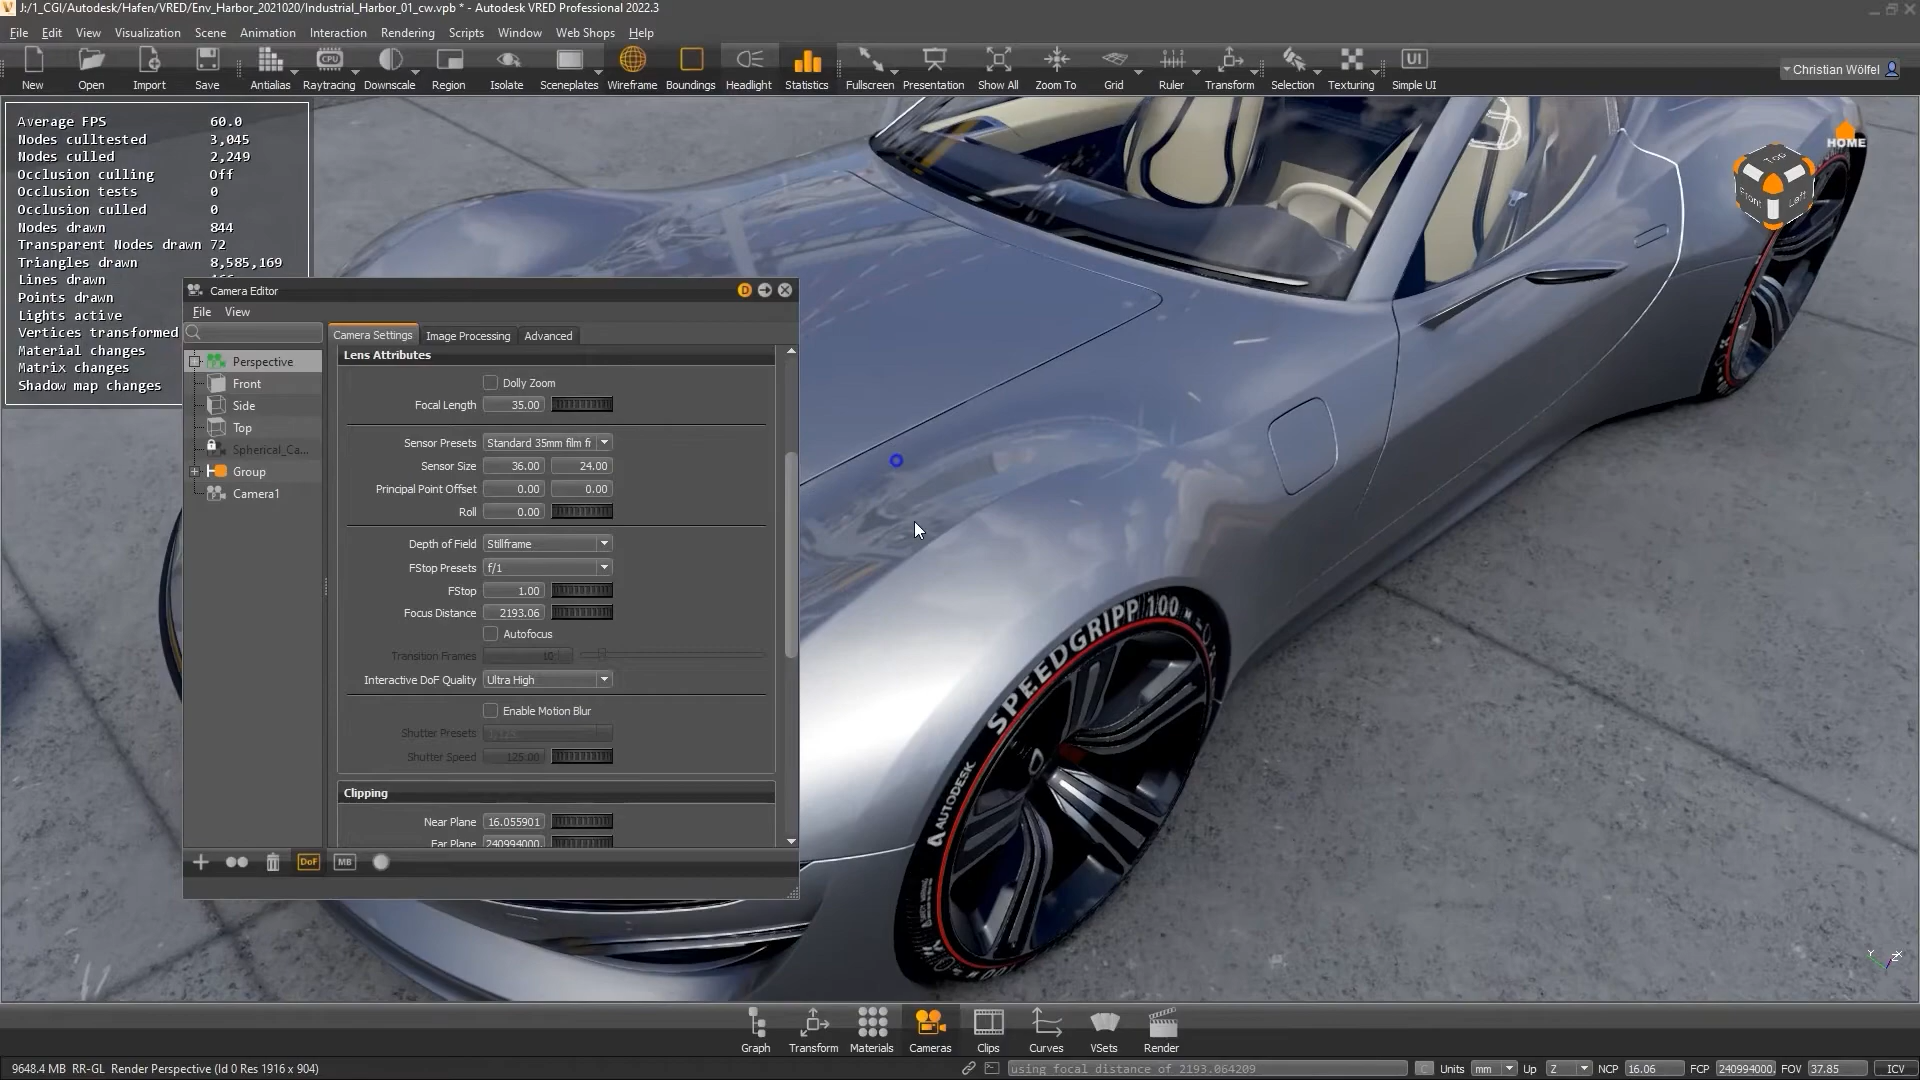 J:/1_CGI/Autodesk/Hafen/VRED/Env_Harbor_2021020/Industrial_Harbor_01_cw.vpb * - Autodesk VRED Professional 2022.3
File Edit View Visualization Scene Animation Interaction Rendering Scripts Window Web Shops Help
New Open Import Save Antialias Raytracing Downscale Region Isolate Sceneplates Wireframe Boundings Headlight Statistics Fullscreen Presentation Show All Zoom To Grid Ruler Transform Selection Texturing Simple UI
CPU
UI
Christian Wölfel
HOME
Top
Front Left
Average FPS 60.0
Nodes culltested 3,045
Nodes culled 2,249
Occlusion culling Off
Occlusion tests 0
Occlusion culled 0
Nodes drawn 844
Transparent Nodes drawn 72
Triangles drawn 8,585,169
Lines drawn
Points drawn
Lights active
Vertices transformed
Material changes
Matrix changes
Shadow map changes
Camera Editor
D
File View
Camera Settings Image Processing Advanced
Perspective
Front
Side
Top
Spherical_Ca...
Group
Camera1
Lens Attributes
Dolly Zoom
Focal Length 35.00
Sensor Presets Standard 35mm film fr
Sensor Size 36.00 24.00
Principal Point Offset 0.00 0.00
Roll 0.00
Depth of Field Stillframe
FStop Presets f/1
FStop 1.00
Focus Distance 2193.06
Autofocus
Transition Frames 10
Interactive DoF Quality Ultra High
Enable Motion Blur
Shutter Presets
Shutter Speed 125.00
Clipping
Near Plane 16.055901
Far Plane 240994000.
DoF MB
SPEEDGRIPP 100
AUTODESK
Y Z X
Graph Transform Materials Cameras Clips Curves VSets Render
9648.4 MB RR-GL Render Perspective (Id 0 Res 1916 x 904)
using focal distance of 2193.064209
C Units mm Up Z NCP 16.06 FCP 240994000. FOV 37.85 ICV